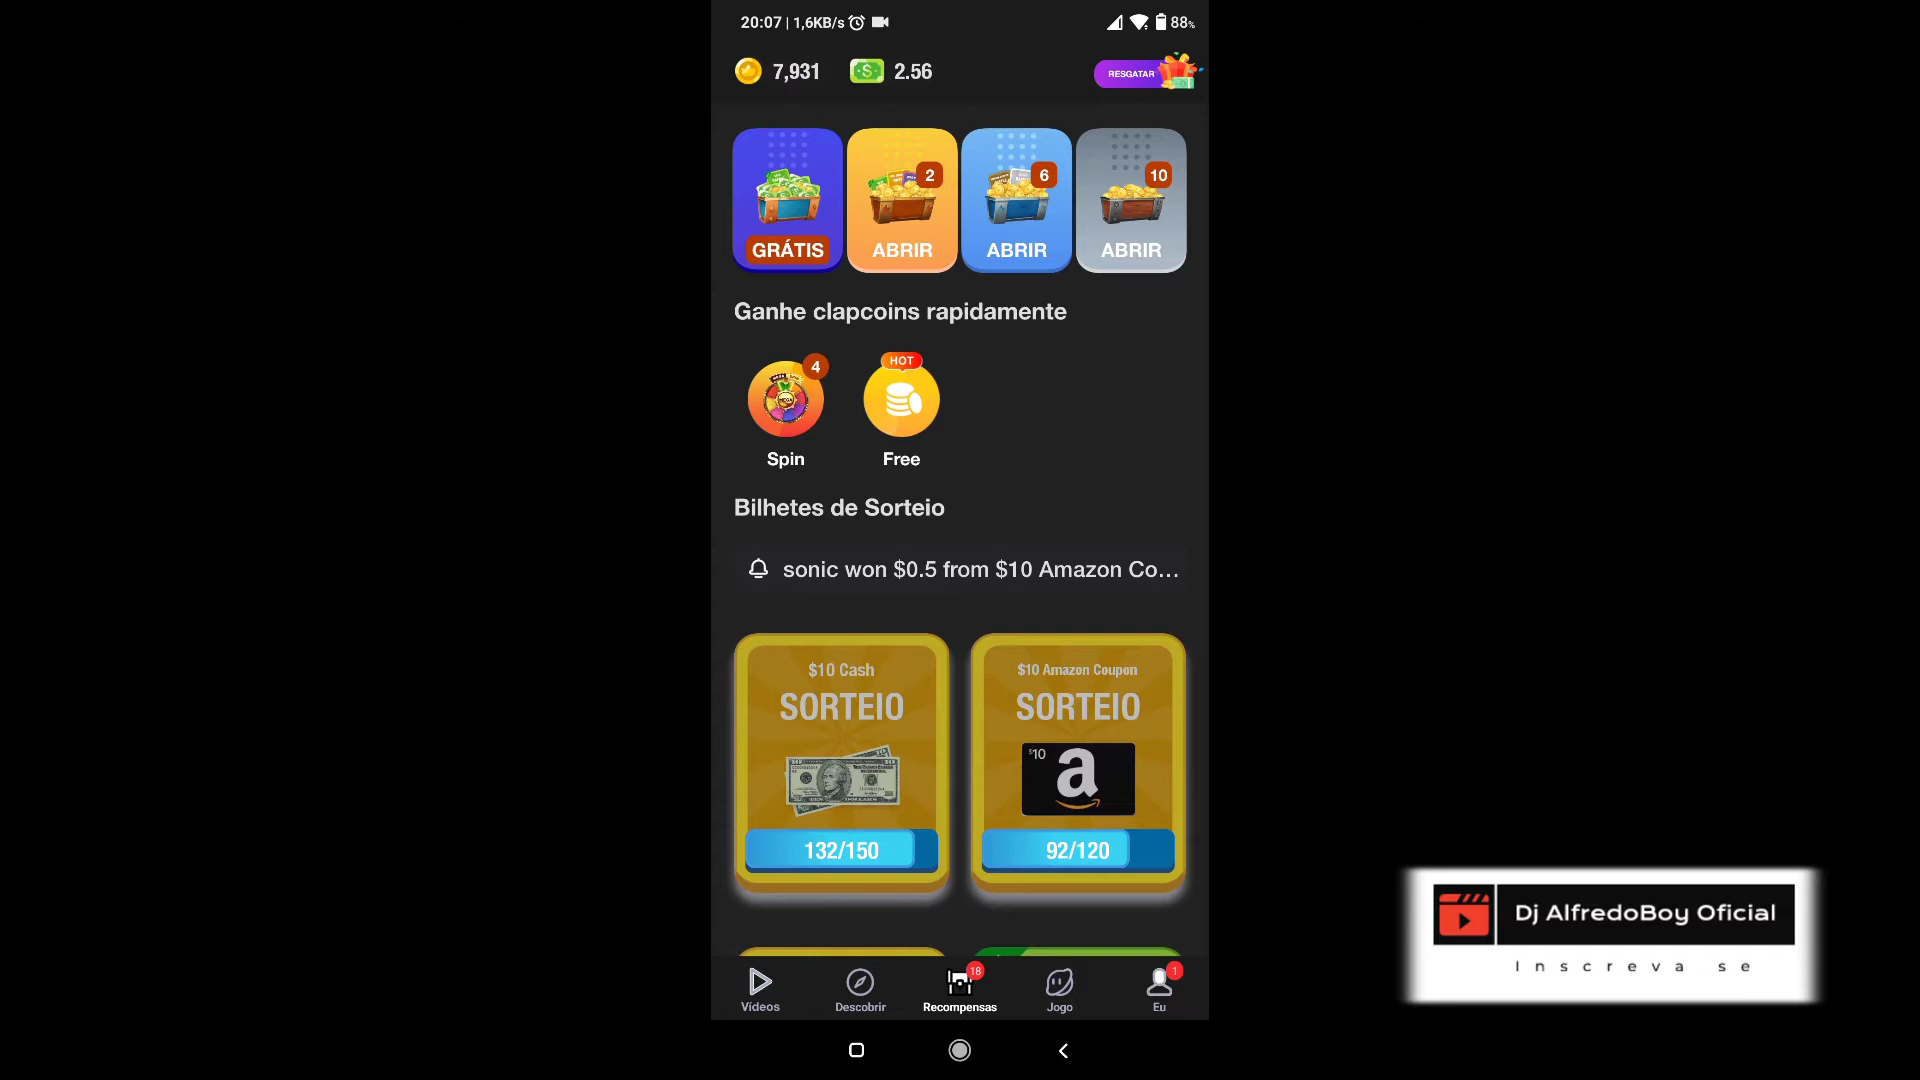 20:07 | 1,6KB/s
88%
7,931
2.56
RESGATAR
2
6
10
GRÁTIS
ABRIR
ABRIR
ABRIR
Ganhe clapcoins rapidamente
4
HOT
MEGA
Spin
Free
Bilhetes de Sorteio
sonic won $0.5 from $10 Amazon Co...
$10 Cash
SORTEIO
132/150
$10 Amazon Coupon
SORTEIO
$10
a
92/120
Dj AlfredoBoy Oficial
Inscreva se
18
1
Vídeos
Descobrir
Recompensas
Jogo
Eu